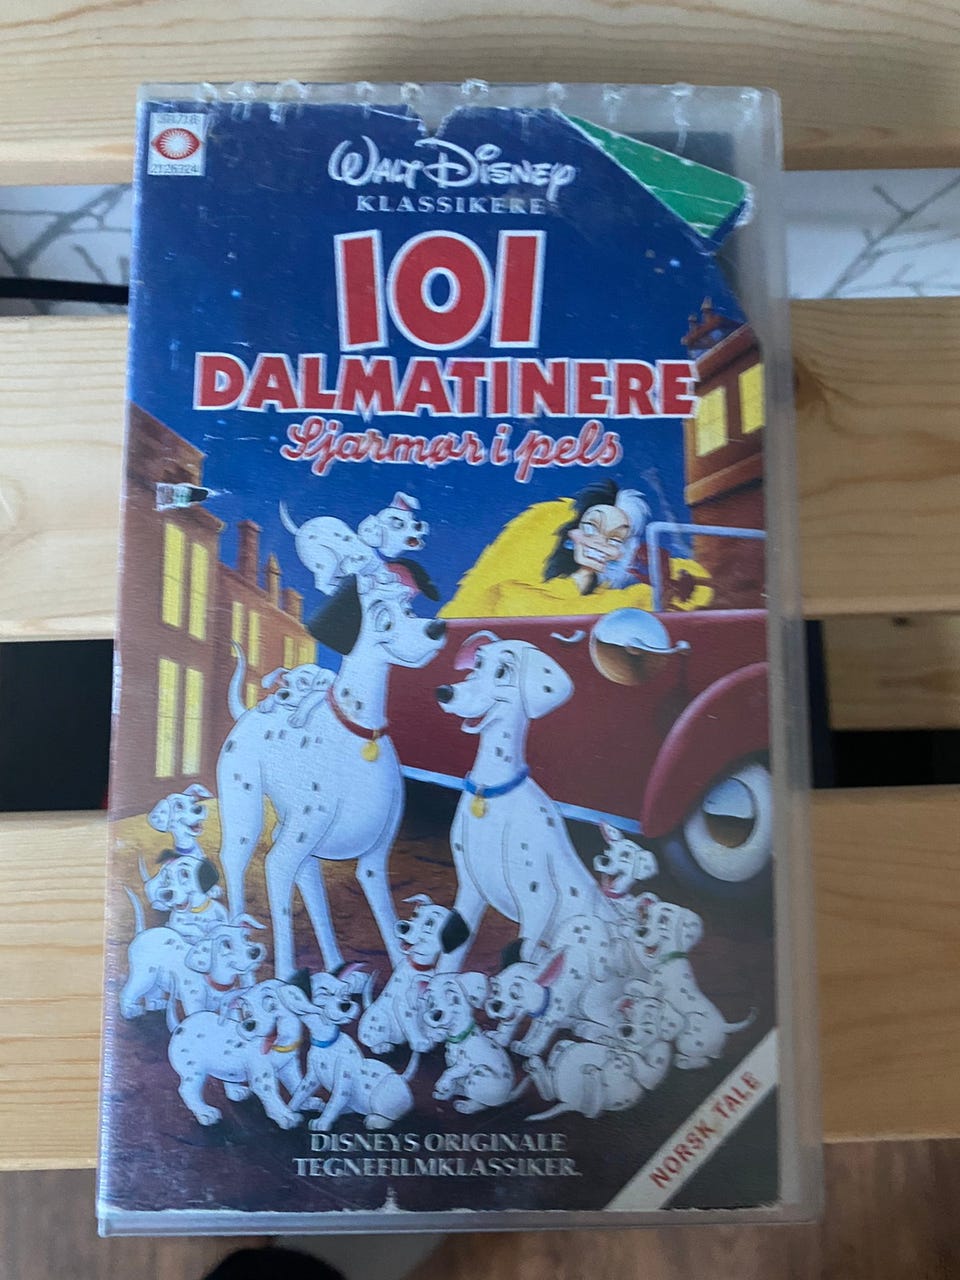 WALT DISNEY
KLASSIKERE
101
DALMATINERE
Sjarmør i pels
DISNEYS ORIGINALE
TEGNEFILMKLASSIKER.
NORSK TALE